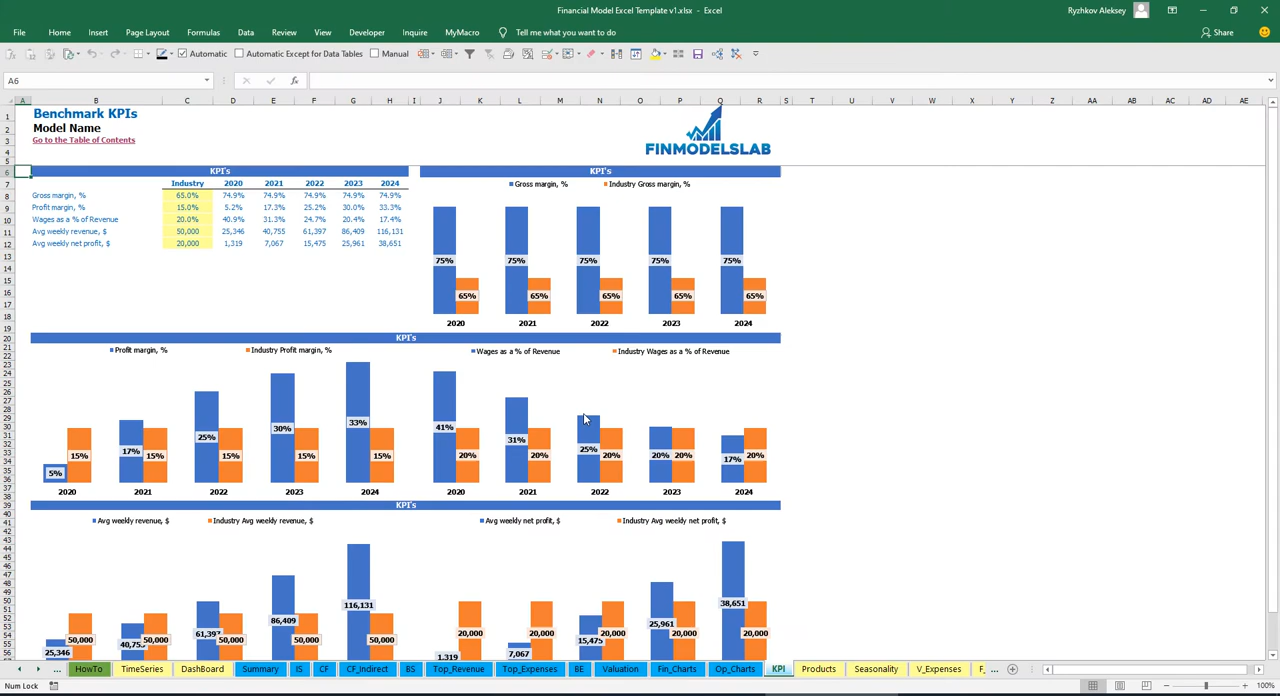 Financial Model Excel Template v1.xlsx - Excel
Ryzhkov Aleksey
File Home Insert Page Layout Formulas Data Review View Developer Inquire MyMacro Tell me what you want to do Share
Automatic Automatic Except for Data Tables Manual
A6
A B C D E F G H I J K L M N O P Q R S T U V W X Y Z AA AB AC AD AE
Benchmark KPIs
Model Name
Go to the Table of Contents
FINMODELSLAB
KPI's
Industry 2020 2021 2022 2023 2024
Gross margin, % 65.0% 74.9% 74.9% 74.9% 74.9% 74.9%
Profit margin, % 15.0% 5.2% 17.3% 25.2% 30.0% 33.3%
Wages as a % of Revenue 20.0% 40.9% 31.3% 24.7% 20.4% 17.4%
Avg weekly revenue, $ 50,000 25,346 40,755 61,397 86,409 116,131
Avg weekly net profit, $ 20,000 1,319 7,067 15,475 25,961 38,651
KPI's
Gross margin, % Industry Gross margin, %
75% 75% 75% 75% 75%
65% 65% 65% 65% 65%
2020 2021 2022 2023 2024
KPI's
Profit margin, % Industry Profit margin, %
5% 15% 17% 15% 25% 15% 30% 15% 33% 15%
2020 2021 2022 2023 2024
Wages as a % of Revenue Industry Wages as a % of Revenue
41% 20% 31% 20% 25% 20% 20% 20% 17% 20%
2020 2021 2022 2023 2024
KPI's
Avg weekly revenue, $ Industry Avg weekly revenue, $
25,346 50,000 40,755 50,000 61,397 50,000 86,409 50,000 116,131 50,000
Avg weekly net profit, $ Industry Avg weekly net profit, $
1,319 20,000 7,067 20,000 15,475 20,000 25,961 20,000 38,651 20,000
HowTo TimeSeries DashBoard Summary IS CF CF_Indirect BS Top_Revenue Top_Expenses BE Valuation Fin_Charts Op_Charts KPI Products Seasonality V_Expenses F_ ...
Num Lock
100%